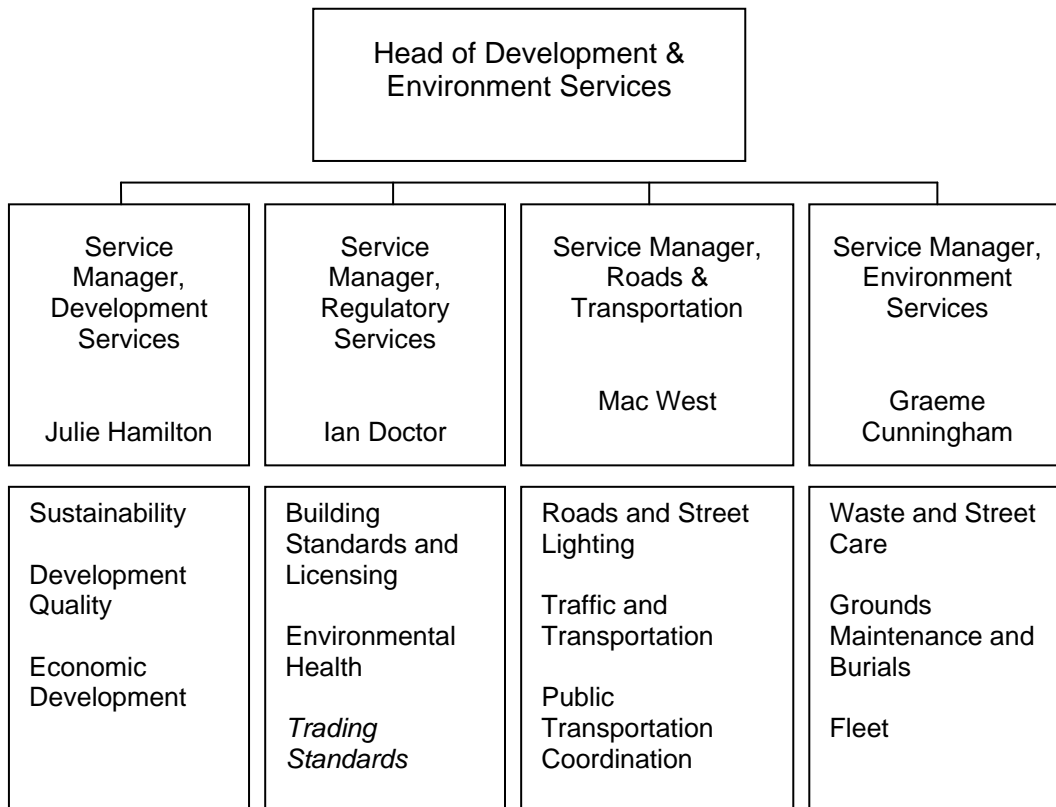 Head of Development &
Environment Services
Service
Manager,
Development
Services
Julie Hamilton
Service
Manager,
Regulatory
Services
Ian Doctor
Service Manager,
Roads &
Transportation
Mac West
Service Manager,
Environment
Services
Graeme
Cunningham
Sustainability
Development
Quality
Economic
Development
Building
Standards and
Licensing
Environmental
Health
Trading
Standards
Roads and Street
Lighting
Traffic and
Transportation
Public
Transportation
Coordination
Waste and Street
Care
Grounds
Maintenance and
Burials
Fleet